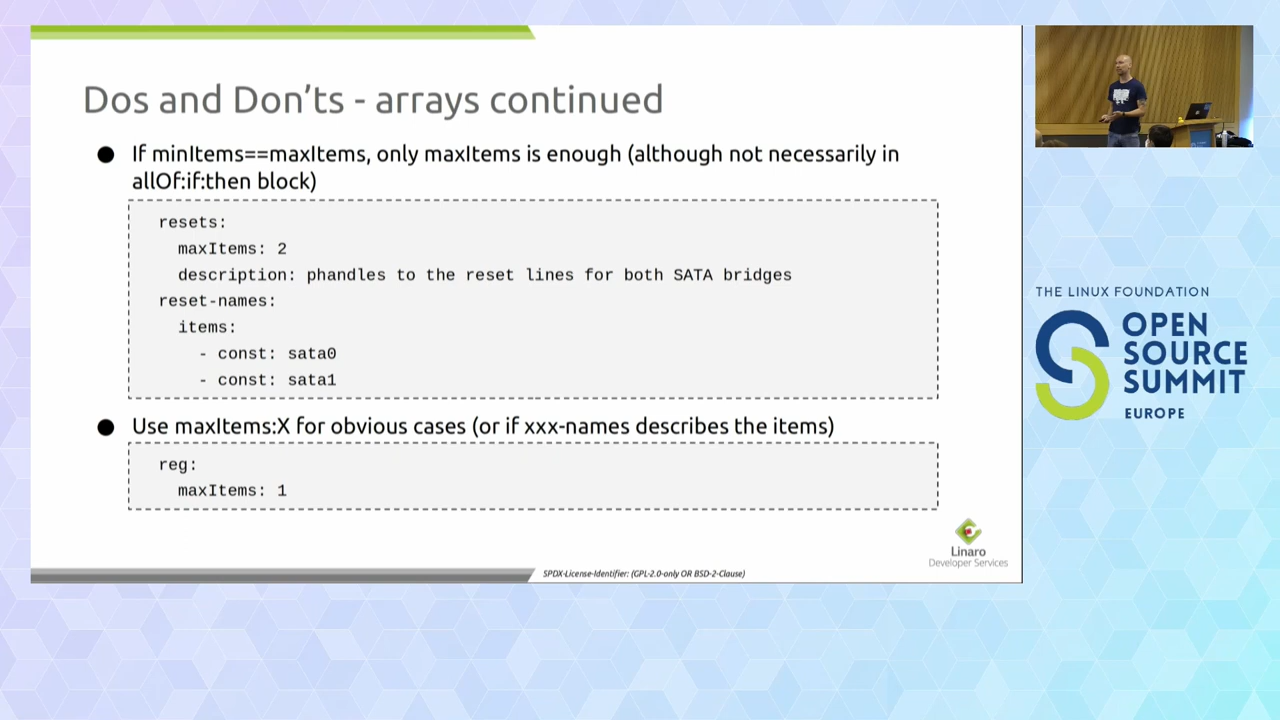 Dos and Don'ts - arrays continued
● If minItems==maxItems, only maxItems is enough (although not necessarily in
allOf:if:then block)
resets:
maxItems: 2
description: phandles to the reset lines for both SATA bridges
reset-names:
items:
- const: sata0
- const: sata1
● Use maxItems:X for obvious cases (or if xxx-names describes the items)
reg:
maxItems: 1
Linaro
Developer Services
SPDX-License-Identifier: (GPL-2.0-only OR BSD-2-Clause)
THE LINUX FOUNDATION
OPEN
SOURCE
SUMMIT
EUROPE